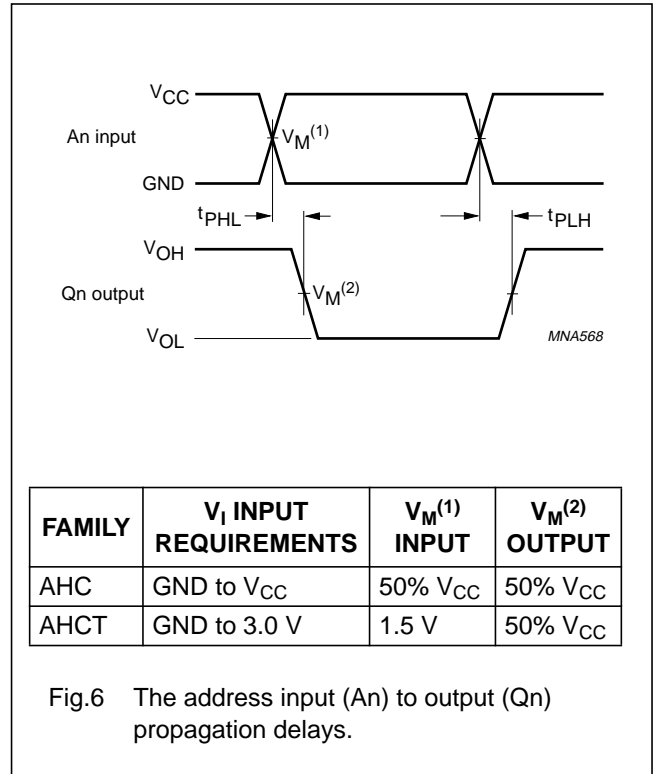 VCC
An input
VM(1)
GND
tPHL
tPLH
VOH
Qn output
VM(2)
VOL
MNA568
FAMILY VI INPUT REQUIREMENTS VM(1) INPUT VM(2) OUTPUT
AHC GND to VCC 50% VCC 50% VCC
AHCT GND to 3.0 V 1.5 V 50% VCC
Fig.6 The address input (An) to output (Qn)
propagation delays.